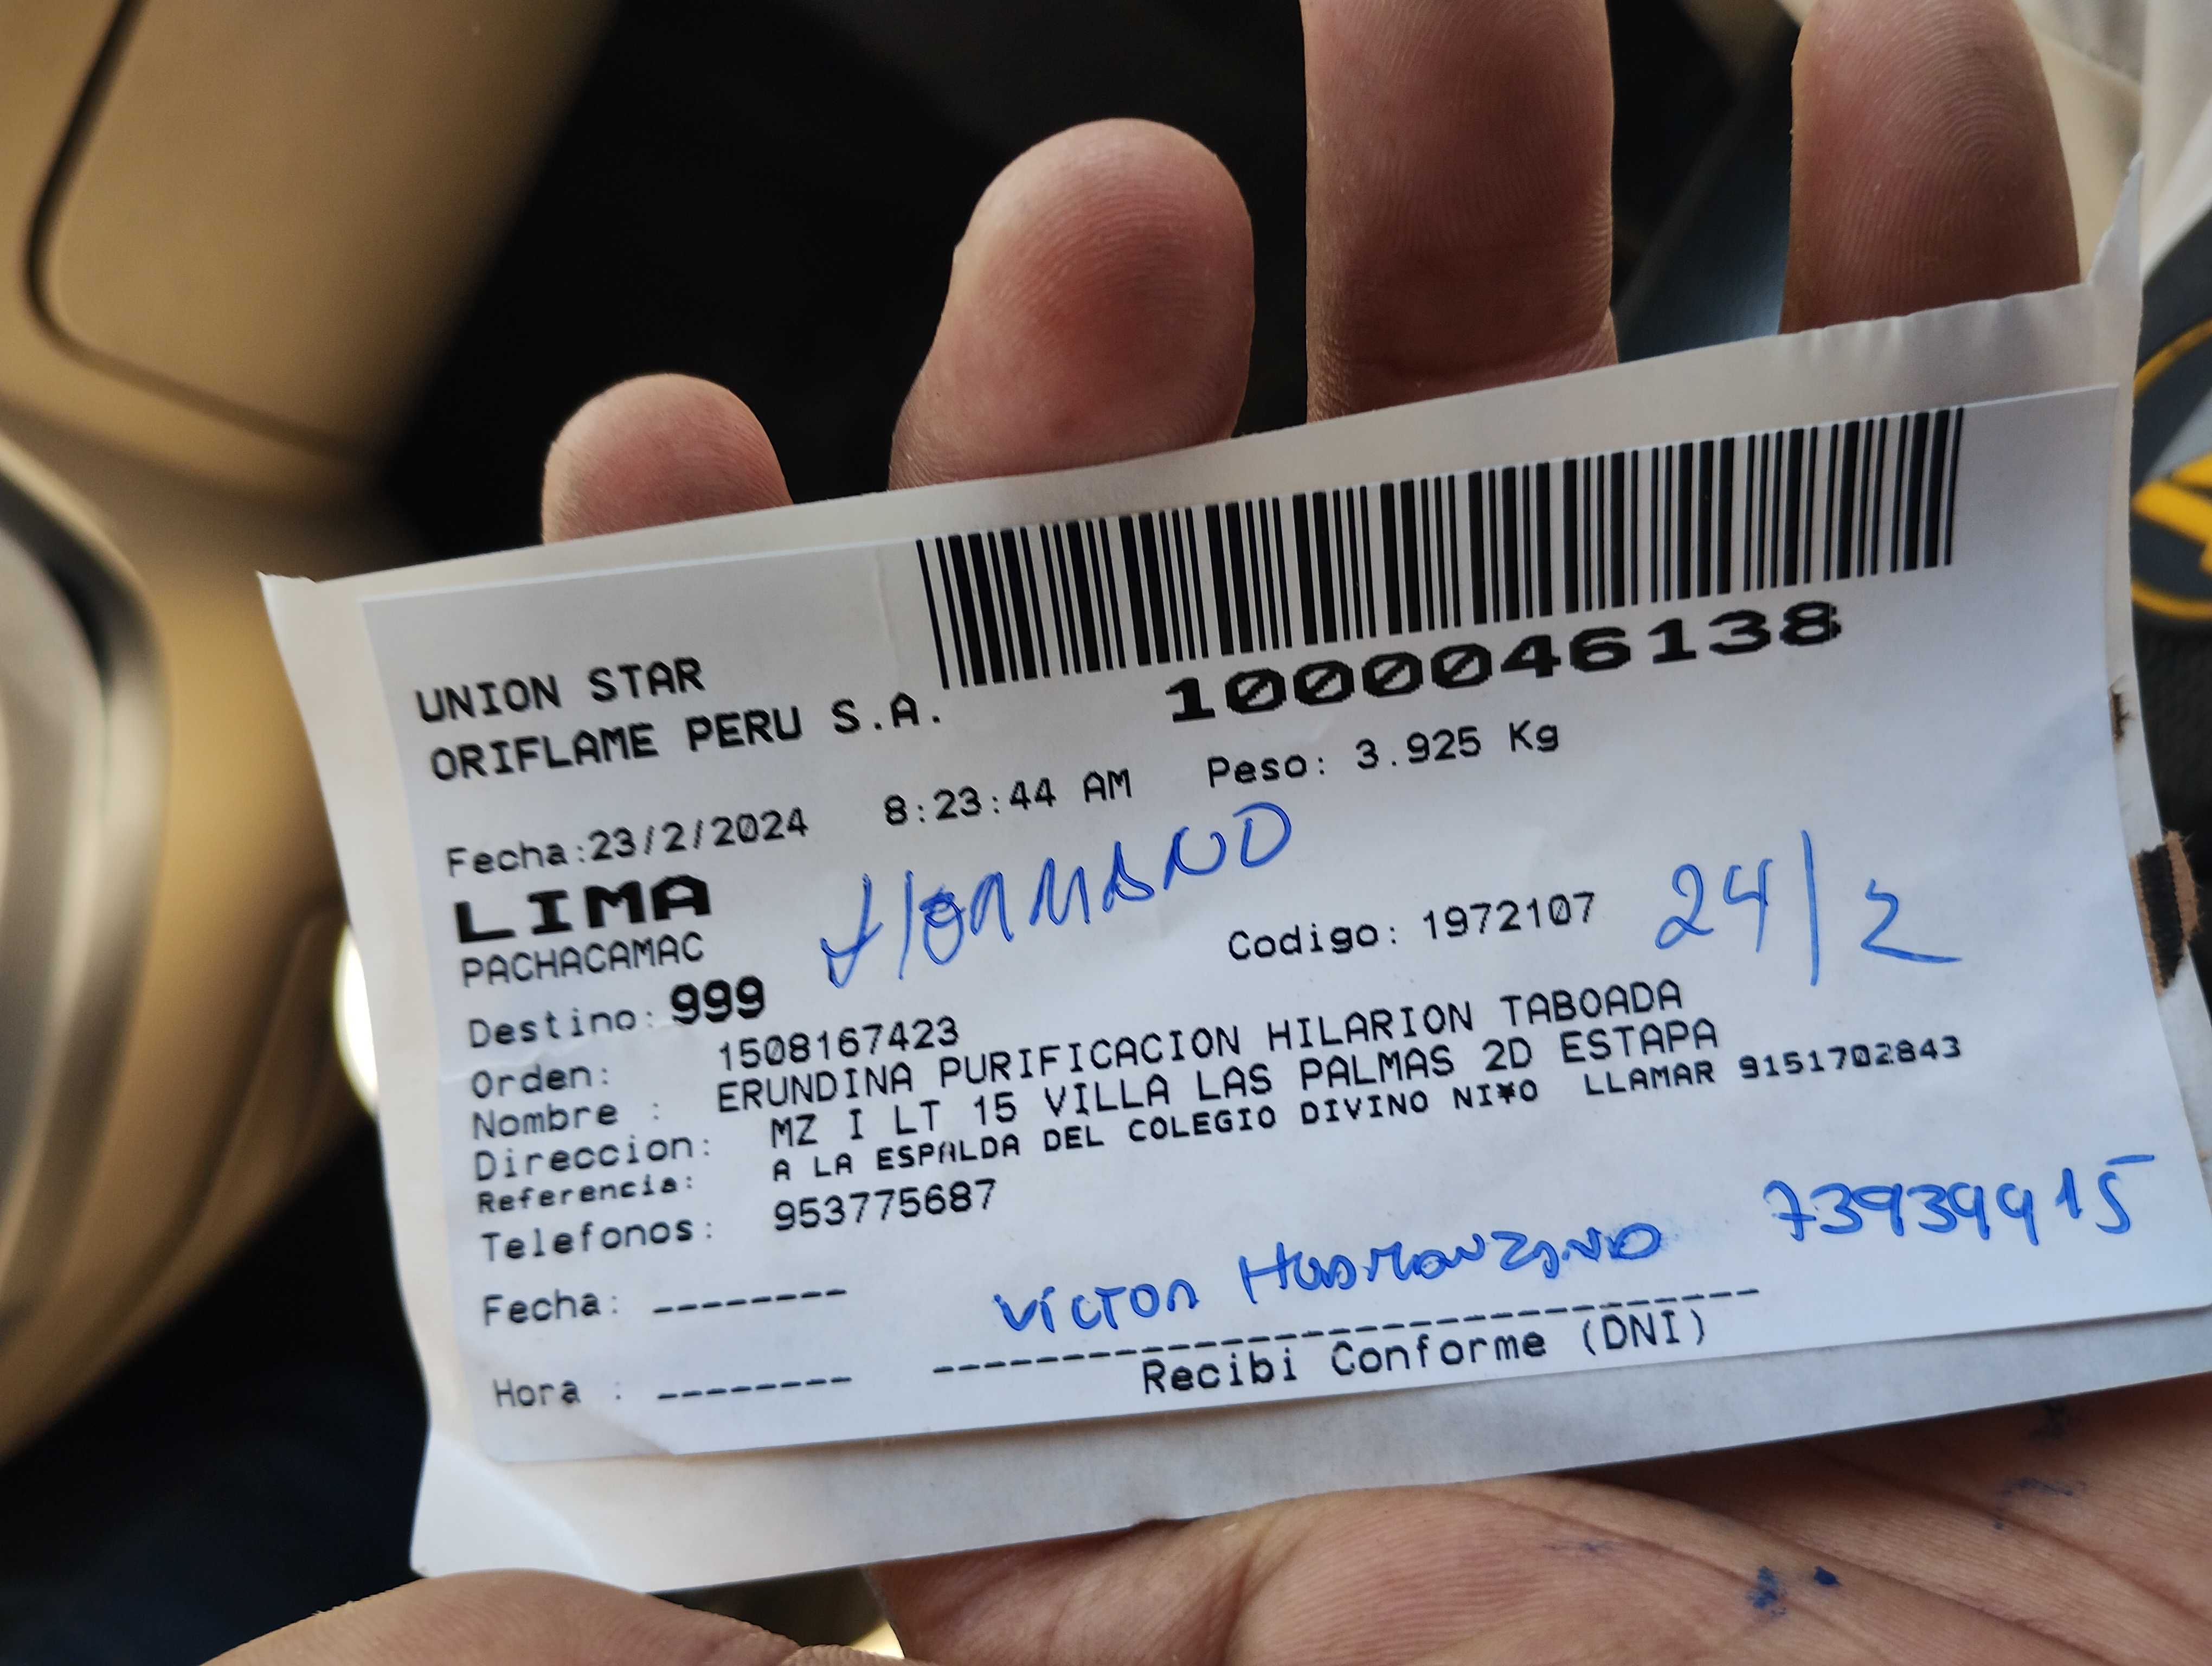 1000046138
UNION STAR
ORIFLAME PERU S.A.
Fecha:23/2/2024 8:23:44 AM Peso: 3.925 Kg
LIMA
PACHACAMAC
Destino: 999 Codigo: 1972107 24/2
Orden: 1508167423
Nombre : ERUNDINA PURIFICACION HILARION TABOADA
Direccion: MZ I LT 15 VILLA LAS PALMAS 2D ESTAPA
Referencia: A LA ESPALDA DEL COLEGIO DIVINO NI¥O LLAMAR 9151702843
Telefonos: 953775687
VíCTOR 73939915
Fecha: --------
Hora : --------
Recibi Conforme (DNI)